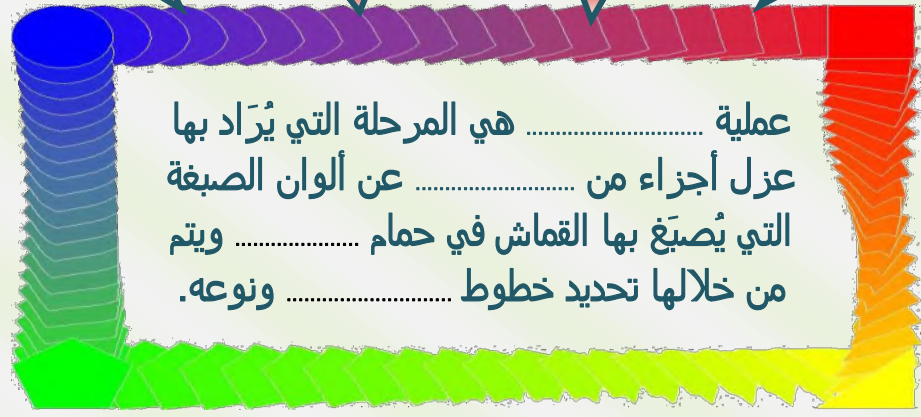 عملية .............................. هي المرحلة التي يُرَاد بها
عزل أجزاء من ........................... عن ألوان الصبغة
التي يُصبَغ بها القماش في حمام ..................... ويتم
من خلالها تحديد خطوط ............................ ونوعه.